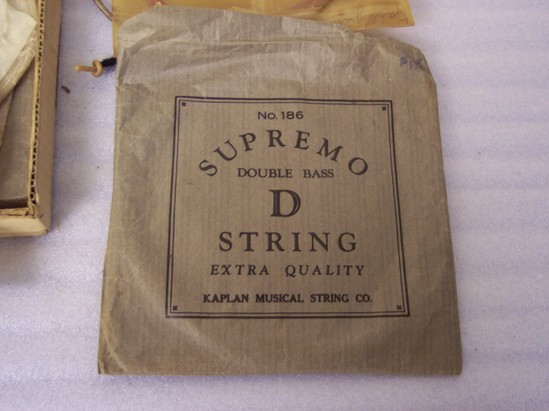 No. 186
SUPREMO
DOUBLE BASS
D
STRING
EXTRA QUALITY
KAPLAN MUSICAL STRING CO.